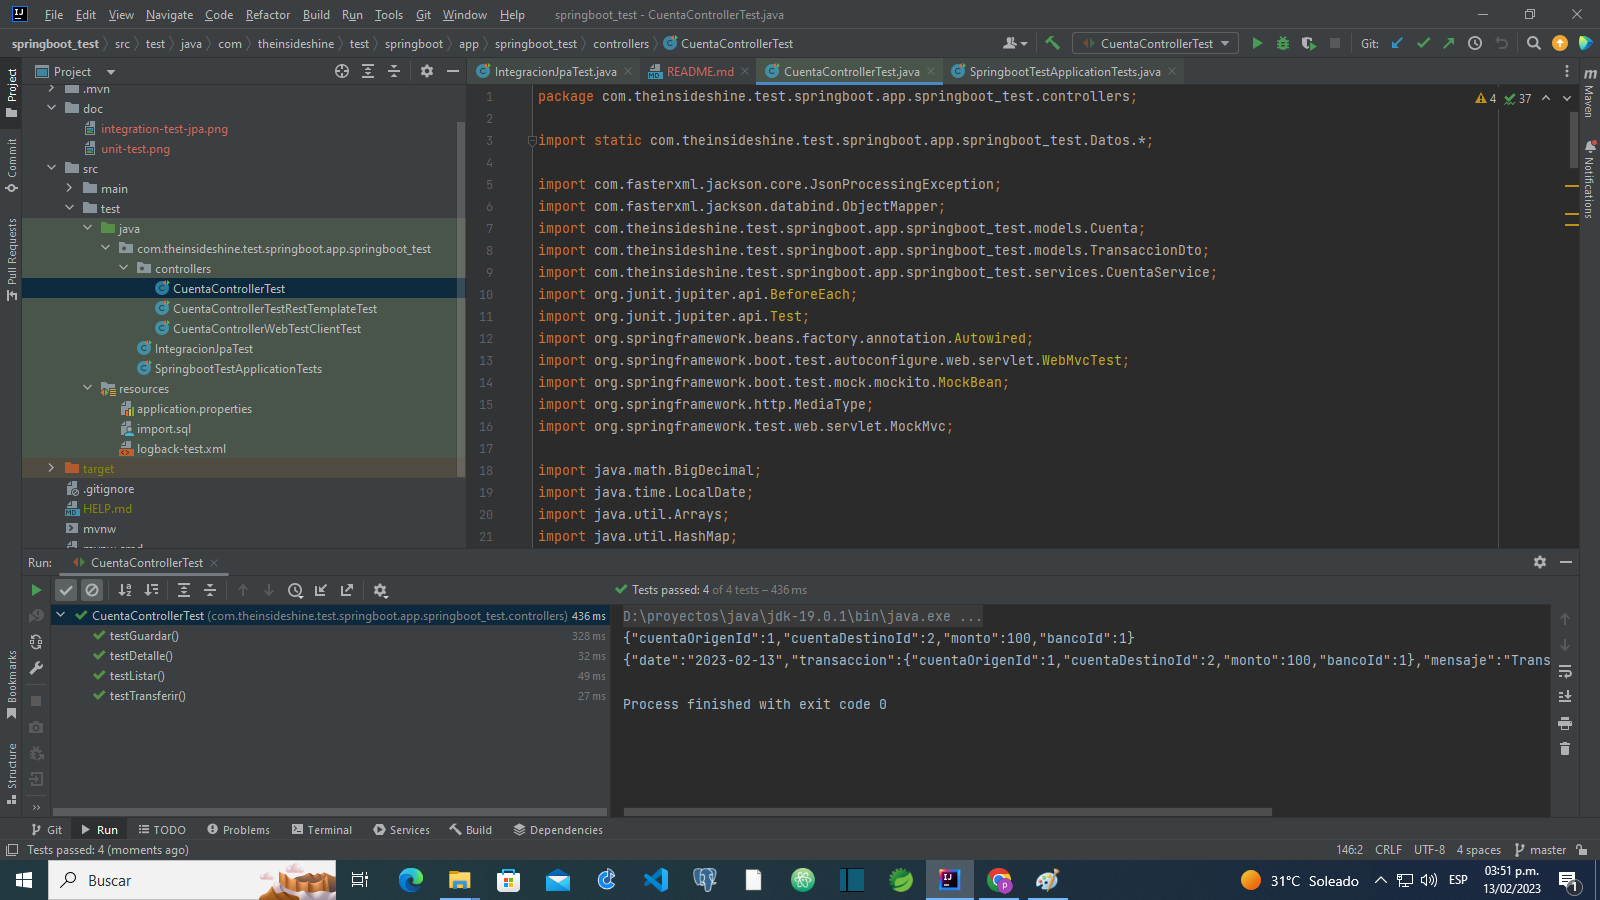 File Edit View Navigate Code Refactor Build Run Tools Git Window Help springboot_test - CuentaControllerTest.java
springboot_test src test java com theinsideshine test springboot app springboot_test controllers CuentaControllerTest
CuentaControllerTest Git:
Project
IntegracionJpaTest.java README.md CuentaControllerTest.java SpringbootTestApplicationTests.java
.mvn
doc
integration-test-jpa.png
unit-test.png
src
main
test
java
com.theinsideshine.test.springboot.app.springboot_test
controllers
CuentaControllerTest
CuentaControllerTestRestTemplateTest
CuentaControllerWebTestClientTest
IntegracionJpaTest
SpringbootTestApplicationTests
resources
application.properties
import.sql
logback-test.xml
target
.gitignore
HELP.md
mvnw
mvnw.cmd
Project
Commit
Pull Requests
Bookmarks
Structure
4 37
1 package com.theinsideshine.test.springboot.app.springboot_test.controllers;
2
3 import static com.theinsideshine.test.springboot.app.springboot_test.Datos.*;
4
5 import com.fasterxml.jackson.core.JsonProcessingException;
6 import com.fasterxml.jackson.databind.ObjectMapper;
7 import com.theinsideshine.test.springboot.app.springboot_test.models.Cuenta;
8 import com.theinsideshine.test.springboot.app.springboot_test.models.TransaccionDto;
9 import com.theinsideshine.test.springboot.app.springboot_test.services.CuentaService;
10 import org.junit.jupiter.api.BeforeEach;
11 import org.junit.jupiter.api.Test;
12 import org.springframework.beans.factory.annotation.Autowired;
13 import org.springframework.boot.test.autoconfigure.web.servlet.WebMvcTest;
14 import org.springframework.boot.test.mock.mockito.MockBean;
15 import org.springframework.http.MediaType;
16 import org.springframework.test.web.servlet.MockMvc;
17
18 import java.math.BigDecimal;
19 import java.time.LocalDate;
20 import java.util.Arrays;
21 import java.util.HashMap;
m
Maven
Notifications
Run: CuentaControllerTest
Tests passed: 4 of 4 tests – 436 ms
CuentaControllerTest (com.theinsideshine.test.springboot.app.springboot_test.controllers) 436 ms
testGuardar() 328 ms
testDetalle() 32 ms
testListar() 49 ms
testTransferir() 27 ms
D:\proyectos\java\jdk-19.0.1\bin\java.exe ...
{"cuentaOrigenId":1,"cuentaDestinoId":2,"monto":100,"bancoId":1}
{"date":"2023-02-13","transaccion":{"cuentaOrigenId":1,"cuentaDestinoId":2,"monto":100,"bancoId":1},"mensaje":"Trans
Process finished with exit code 0
Git Run TODO Problems Terminal Services Build Dependencies
Tests passed: 4 (moments ago) 146:2 CRLF UTF-8 4 spaces master
Buscar 31°C Soleado ESP
03:51 p.m.
13/02/2023
1